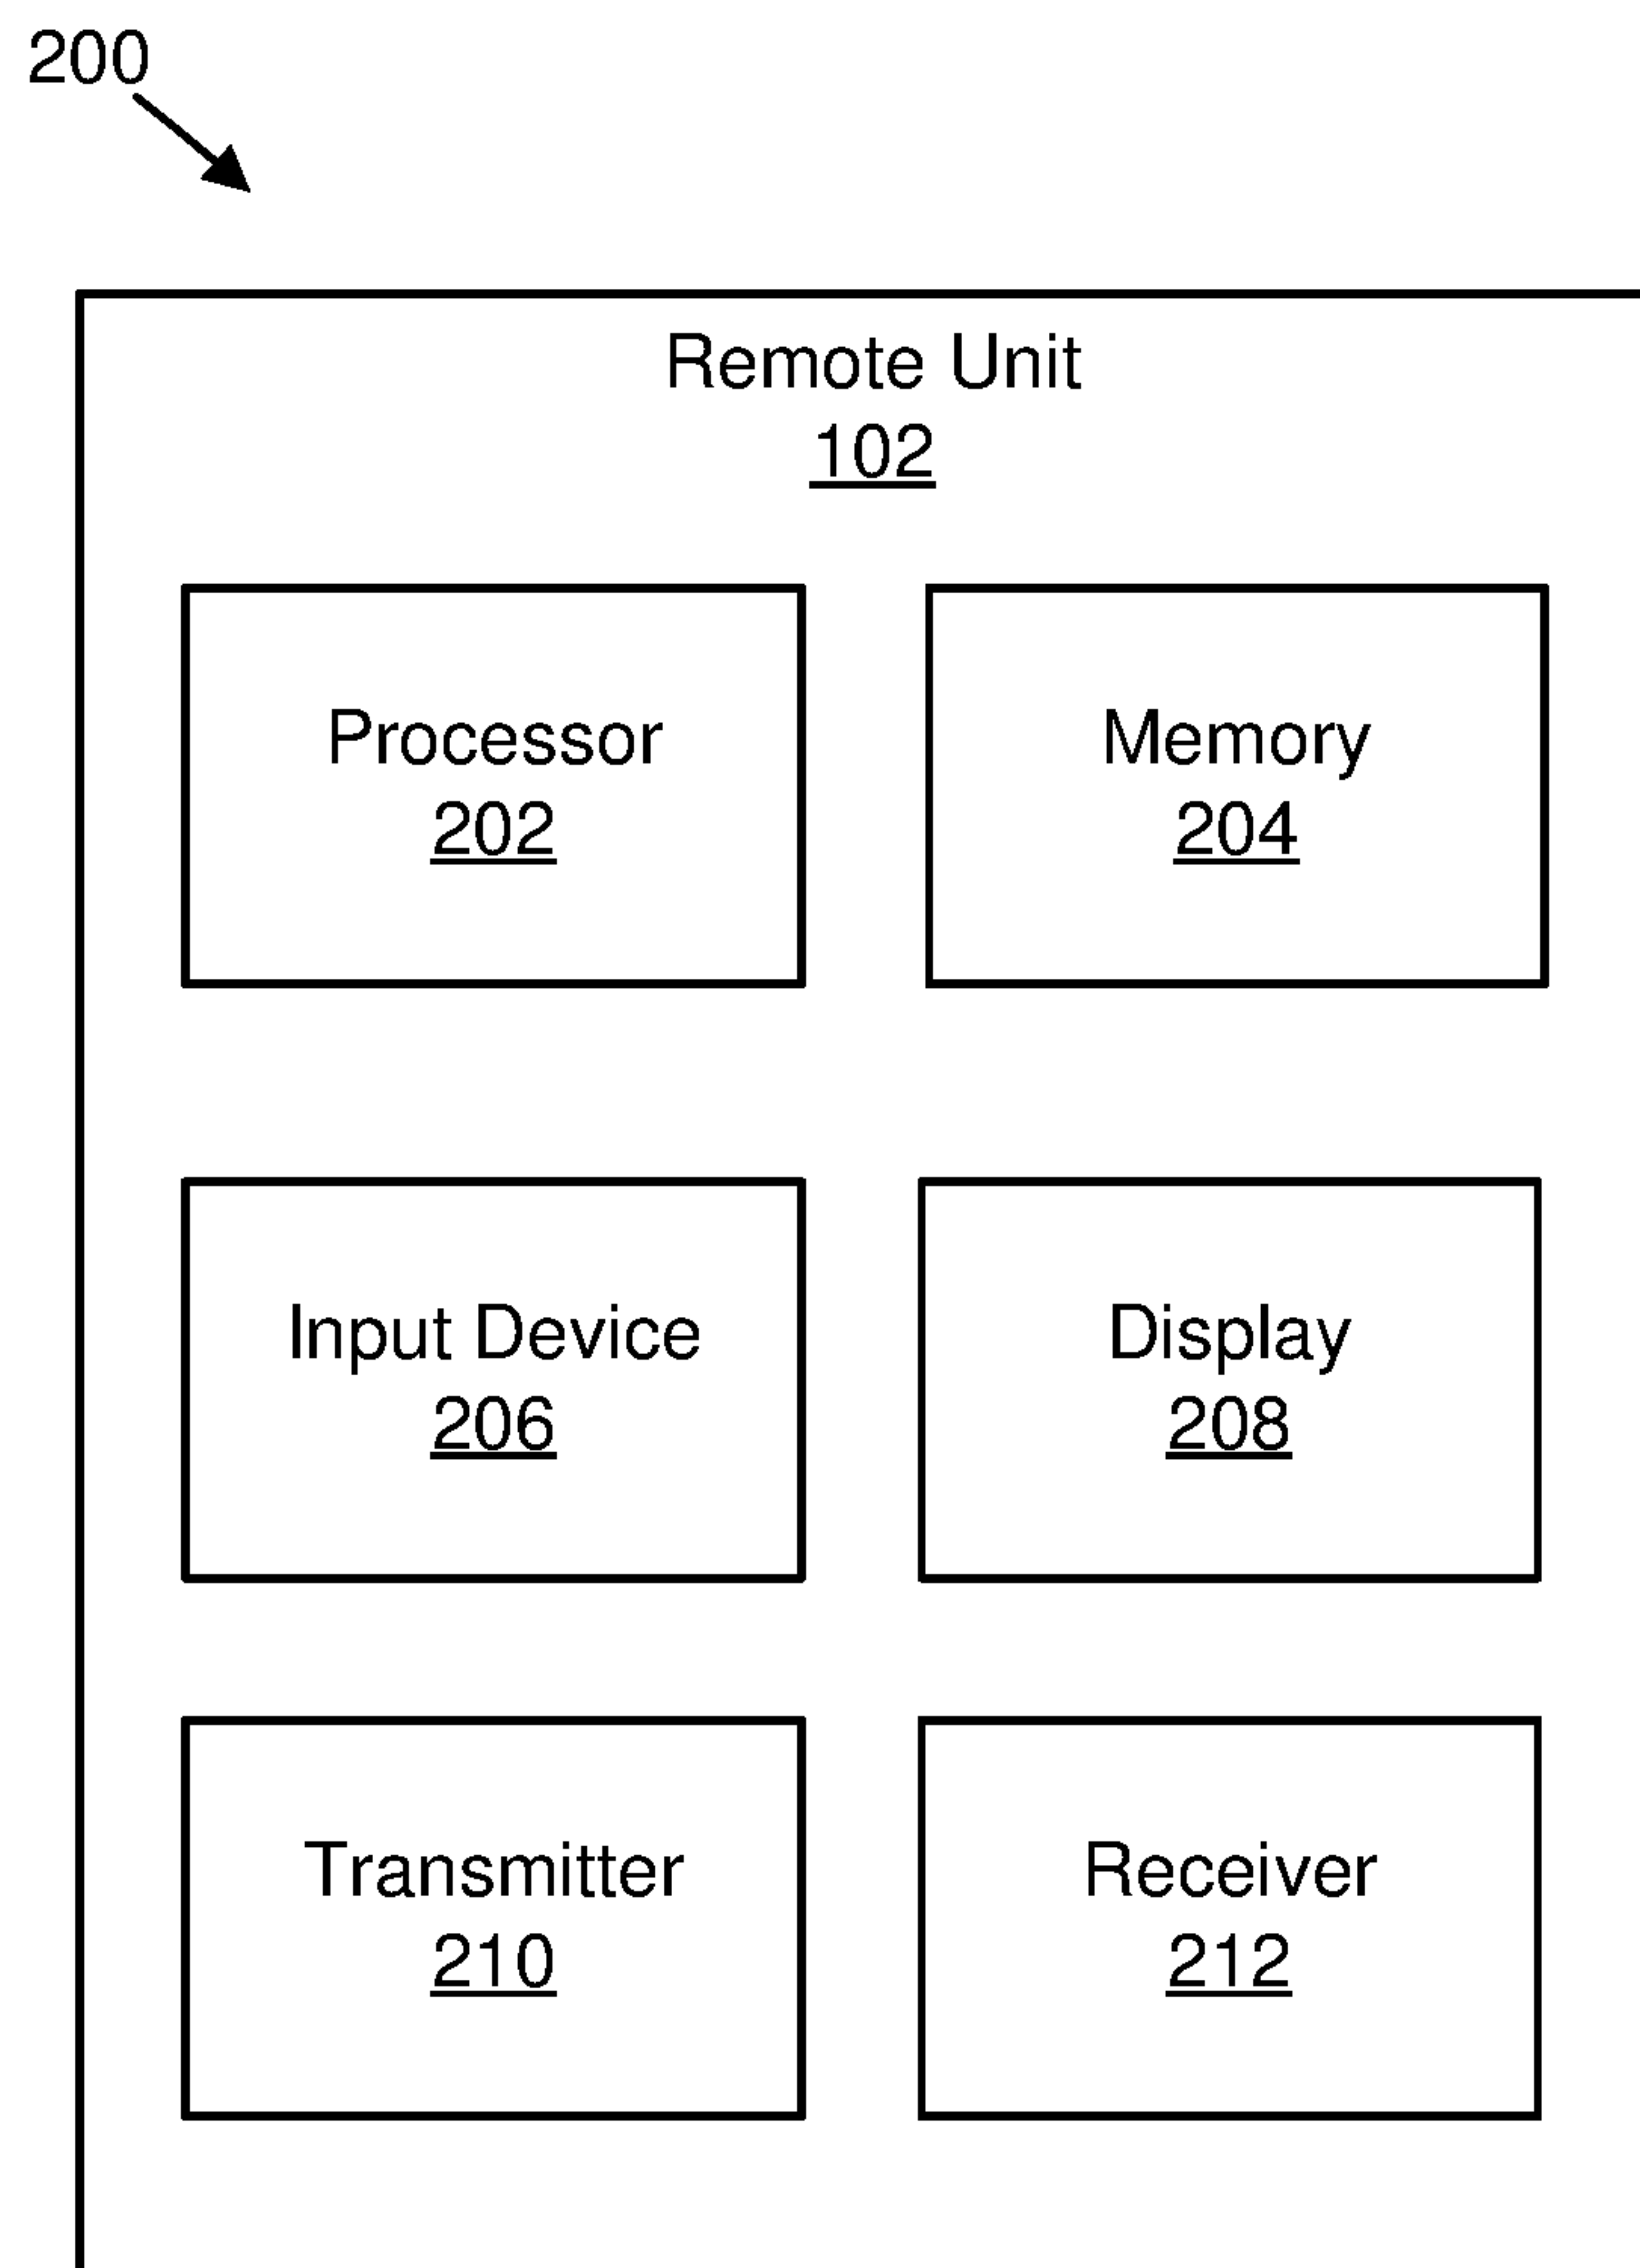 200
Remote Unit
102
Processor
202
Memory
204
Input Device
206
Display
208
Transmitter
210
Receiver
212